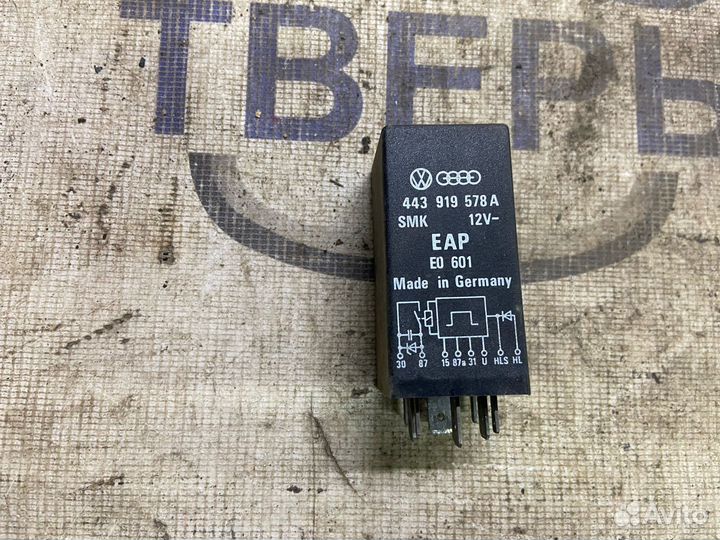 ТВЕРЬ
443 919 578 A
SMK 12V-
EAP
E0 601
Made in Germany
30 87 15 87a 31 U HLS HL
Avito